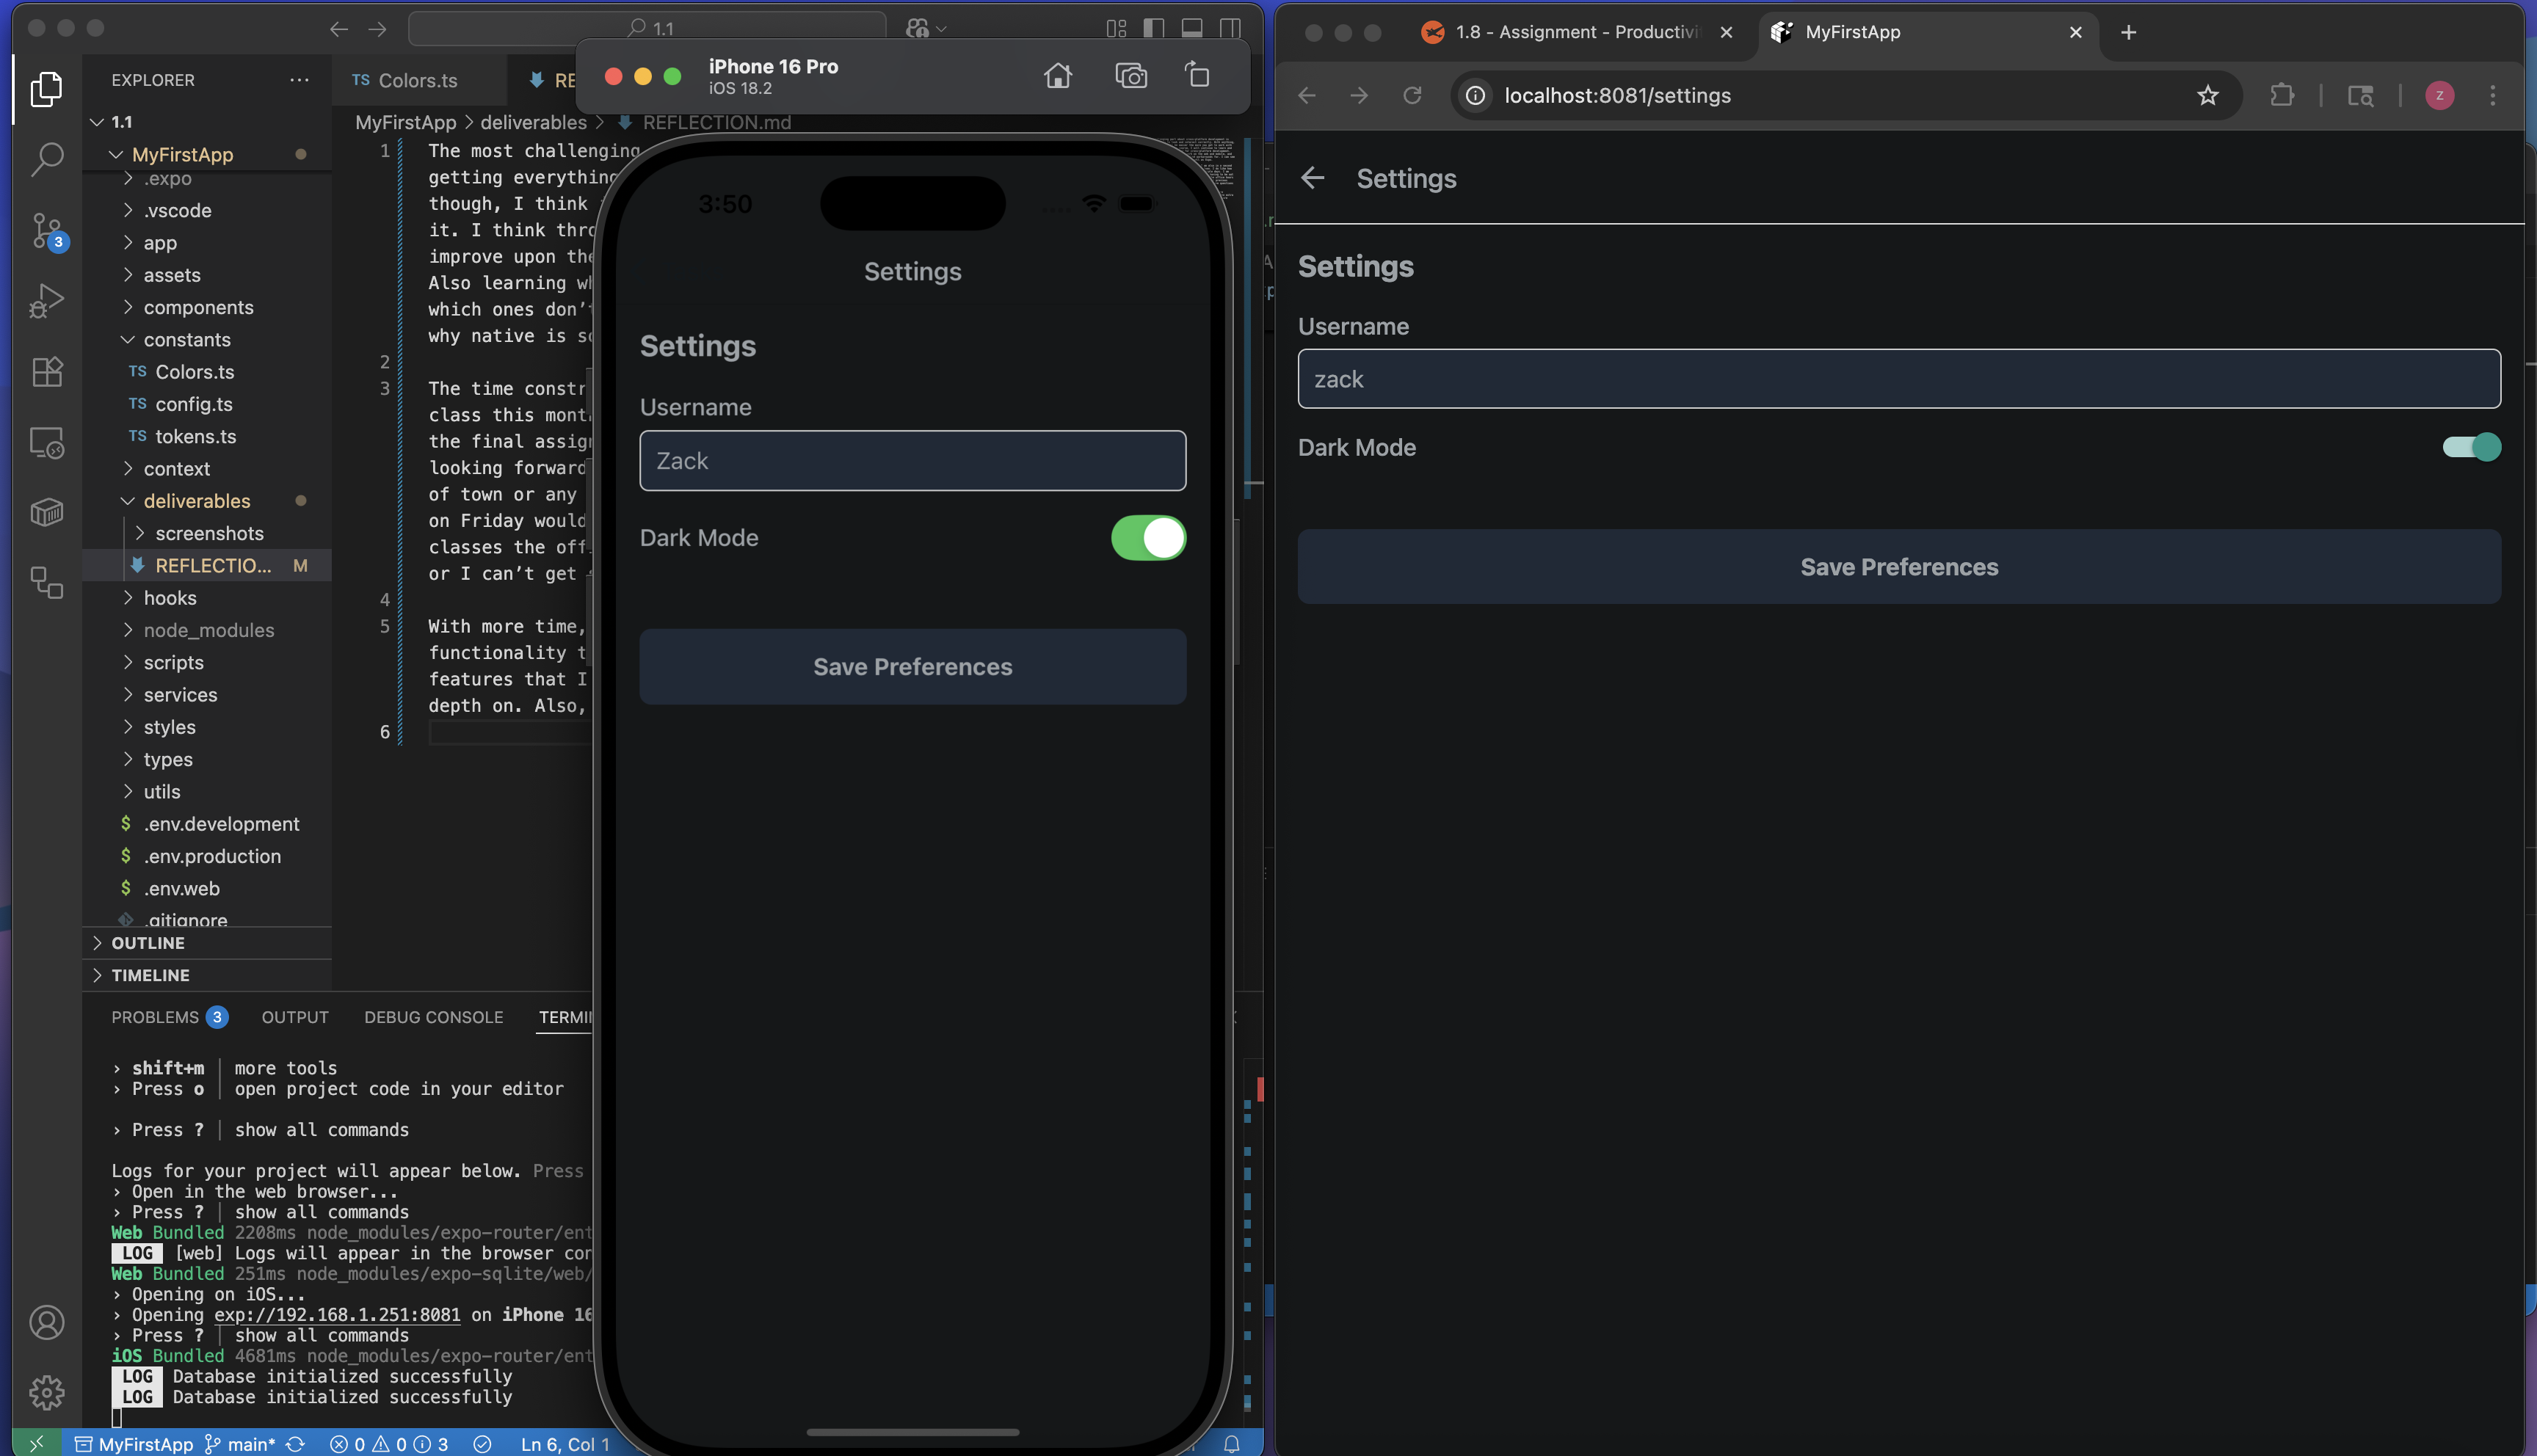 1.1
EXPLORER
1.1
MyFirstApp
.expo
.vscode
app
assets
components
constants
TS Colors.ts
TS config.ts
TS tokens.ts
context
deliverables
screenshots
REFLECTIO... M
hooks
node_modules
scripts
services
styles
types
utils
$ .env.development
$ .env.production
$ .env.web
.gitignore
OUTLINE
TIMELINE
3
TS Colors.ts
RE
MyFirstApp > deliverables > REFLECTION.md
1 The most challenging
getting everything
though, I think
it. I think thro
improve upon the
Also learning wh
which ones don't
why native is so
2
3 The time constr
class this mont
the final assign
looking forward
of town or any
on Friday would
classes the off
or I can't get
4
5 With more time,
functionality t
features that I
depth on. Also,
6
PROBLEMS 3 OUTPUT DEBUG CONSOLE TERMI
› shift+m │ more tools
› Press o │ open project code in your editor
› Press ? │ show all commands
Logs for your project will appear below. Press
› Open in the web browser...
› Press ? │ show all commands
Web Bundled 2208ms node_modules/expo-router/ent
LOG [web] Logs will appear in the browser con
Web Bundled 251ms node_modules/expo-sqlite/web/
› Opening on iOS...
› Opening exp://192.168.1.251:8081 on iPhone 16
› Press ? │ show all commands
iOS Bundled 4681ms node_modules/expo-router/ent
LOG Database initialized successfully
LOG Database initialized successfully
MyFirstApp main* 0 0 3 Ln 6, Col 1
iPhone 16 Pro
iOS 18.2
3:50
Settings
Settings
Username
Zack
Dark Mode
Save Preferences
1.8 - Assignment - Productivi
MyFirstApp
localhost:8081/settings
z
Settings
Settings
Username
zack
Dark Mode
Save Preferences